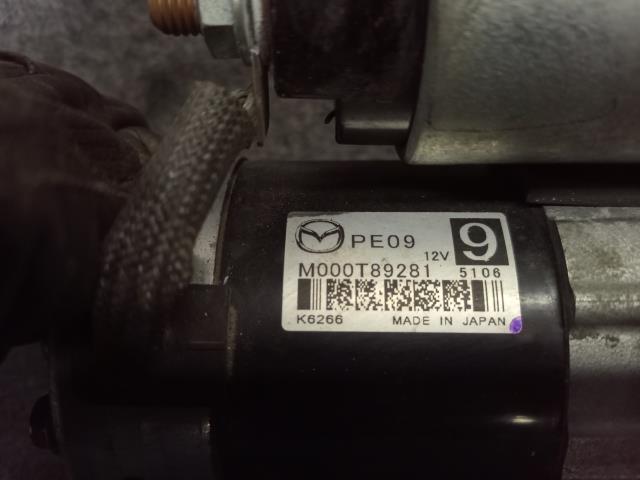 PE09
12V
9
M000T89281
5106
K6266 MADE IN JAPAN